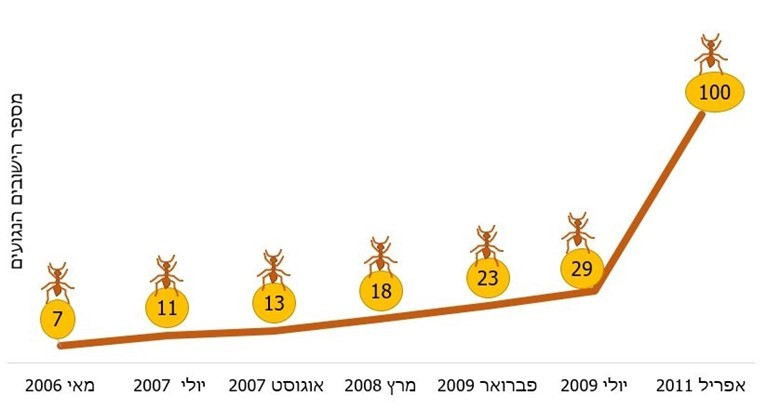 מספר הישובים הנגועים
7
11
13
18
23
29
100
מאי 2006
יולי 2007
אוגוסט 2007
מרץ 2008
פברואר 2009
יולי 2009
אפריל 2011